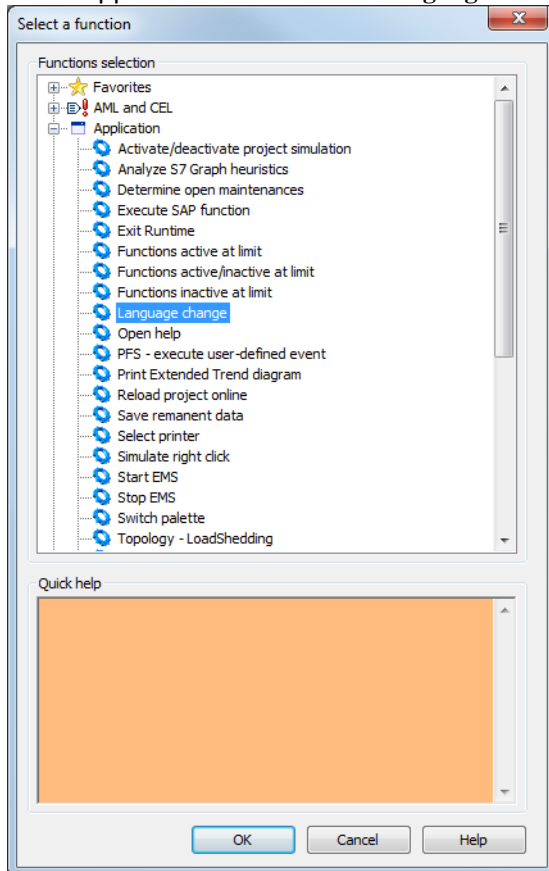 Select a function
Functions selection
Favorites
AML and CEL
Application
Activate/deactivate project simulation
Analyze S7 Graph heuristics
Determine open maintenances
Execute SAP function
Exit Runtime
Functions active at limit
Functions active/inactive at limit
Functions inactive at limit
Language change
Open help
PFS - execute user-defined event
Print Extended Trend diagram
Reload project online
Save remanent data
Select printer
Simulate right click
Start EMS
Stop EMS
Switch palette
Topology - LoadShedding
Quick help
OK Cancel Help